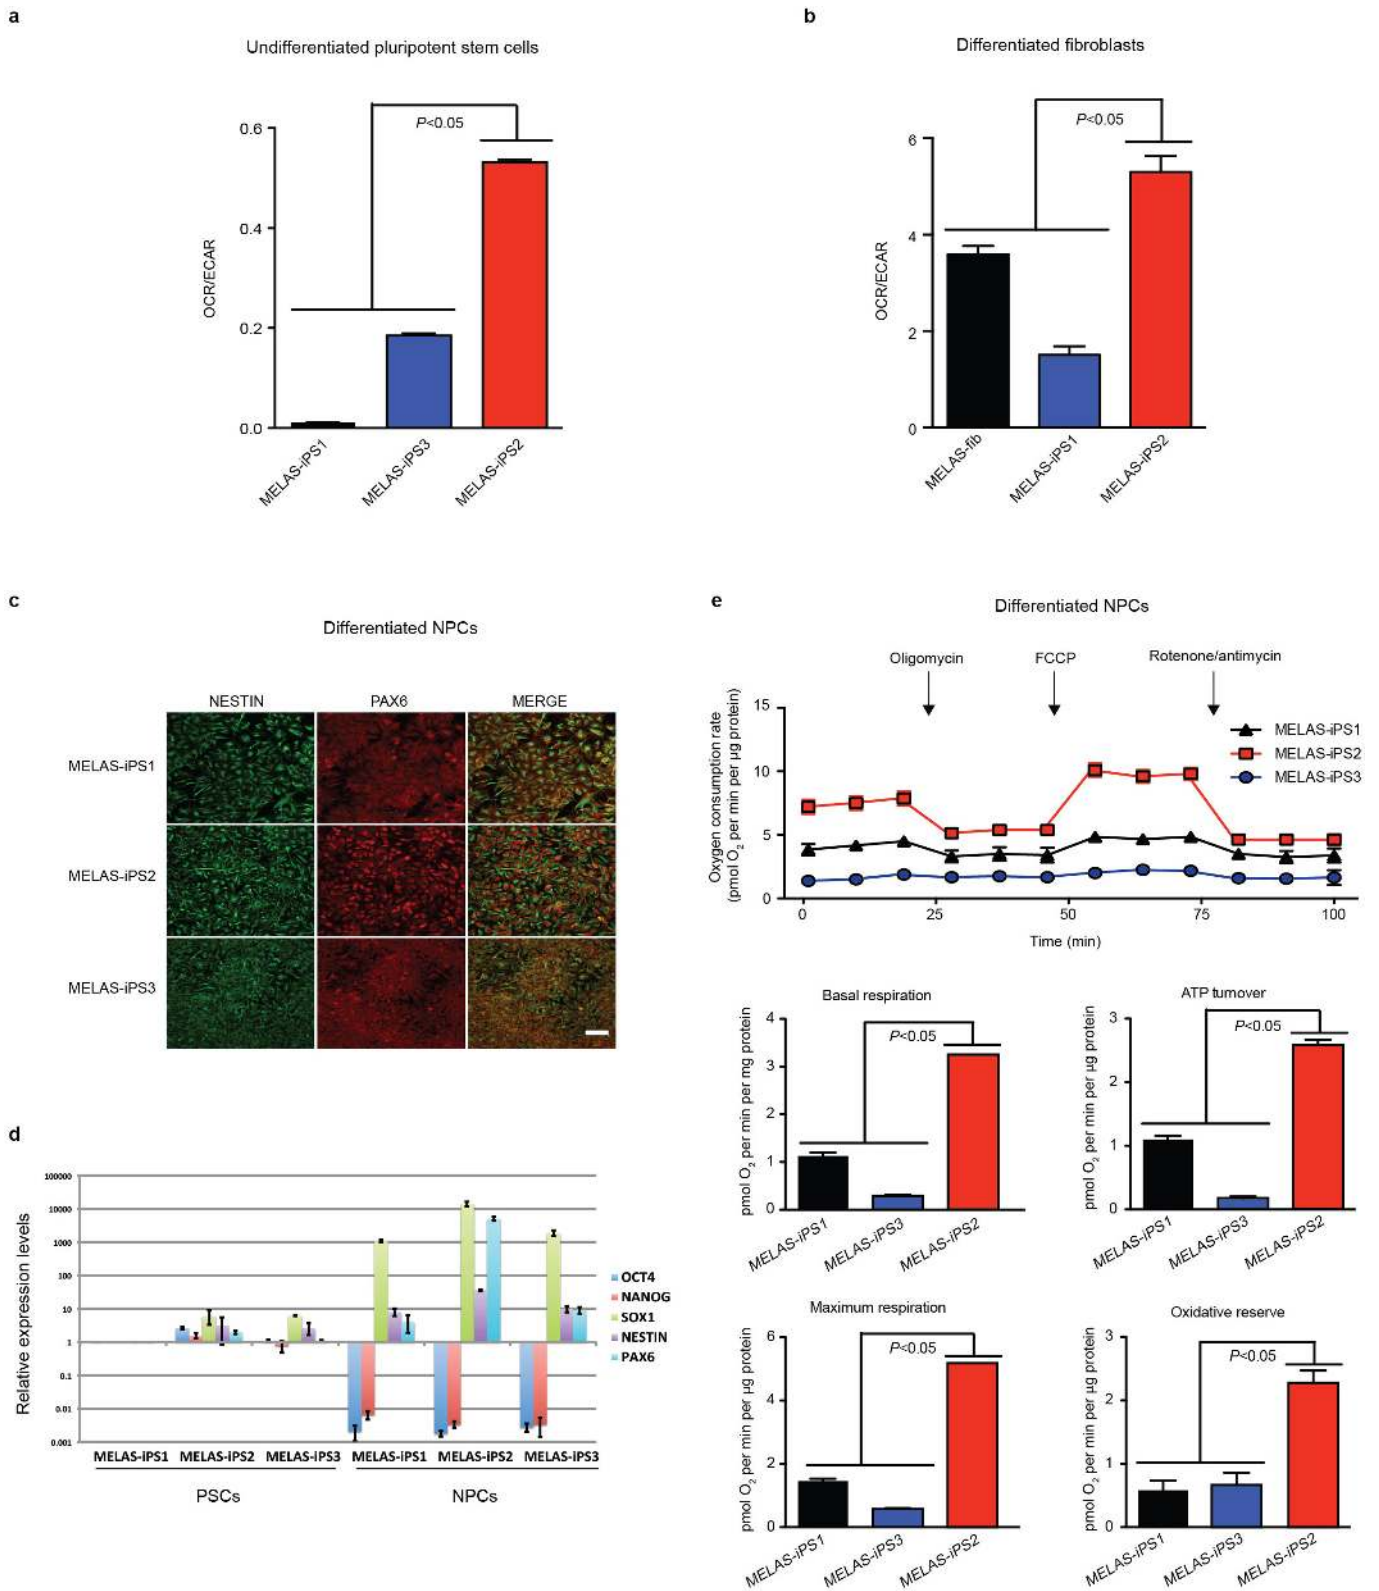 a
Undifferentiated pluripotent stem cells
P<0.05
0.6
0.4
0.2
0.0
OCR/ECAR
MELAS-iPS1
MELAS-iPS3
MELAS-iPS2
b
Differentiated fibroblasts
P<0.05
6
4
2
0
OCR/ECAR
MELAS-fib
MELAS-iPS1
MELAS-iPS2
c
Differentiated NPCs
NESTIN PAX6 MERGE
MELAS-iPS1
MELAS-iPS2
MELAS-iPS3
d
Relative expression levels
100000
10000
1000
100
10
1
0.1
0.01
0.001
OCT4
NANOG
SOX1
NESTIN
PAX6
MELAS-iPS1 MELAS-iPS2 MELAS-iPS3 MELAS-iPS1 MELAS-iPS2 MELAS-iPS3
PSCs NPCs
e
Differentiated NPCs
Oligomycin FCCP Rotenone/antimycin
Oxygen consumption rate
(pmol O2 per min per µg protein)
15
10
5
0
MELAS-iPS1
MELAS-iPS2
MELAS-iPS3
0 25 50 75 100
Time (min)
Basal respiration
P<0.05
pmol O2 per min per mg protein
4
3
2
1
0
MELAS-iPS1
MELAS-iPS3
MELAS-iPS2
ATP turnover
P<0.05
pmol O2 per min per µg protein
3
2
1
0
MELAS-iPS1
MELAS-iPS3
MELAS-iPS2
Maximum respiration
P<0.05
pmol O2 per min per µg protein
6
4
2
0
MELAS-iPS1
MELAS-iPS3
MELAS-iPS2
Oxidative reserve
P<0.05
pmol O2 per min per µg protein
3
2
1
0
MELAS-iPS1
MELAS-iPS3
MELAS-iPS2